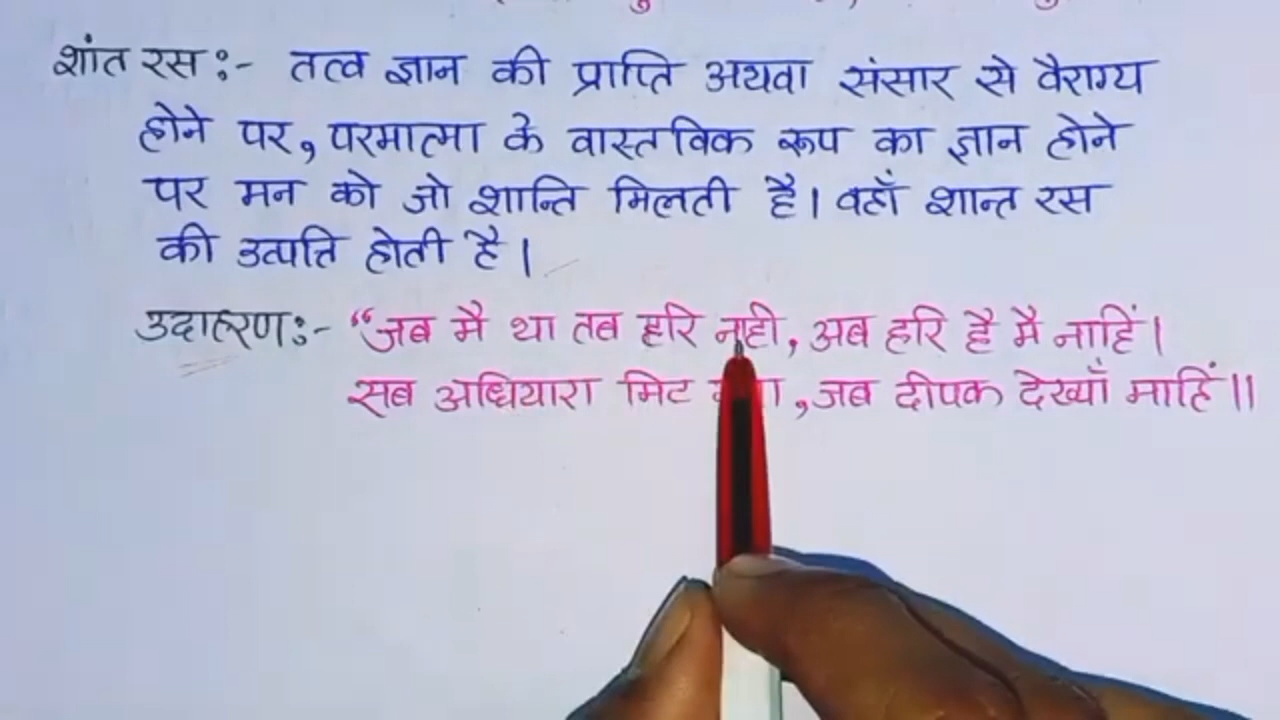 शांत रस :- तत्व ज्ञान की प्राप्ति अथवा संसार से वैराग्य
होने पर, परमात्मा के वास्तविक रूप का ज्ञान होने
पर मन को जो शान्ति मिलती है। वहाँ शान्त रस
की उत्पत्ति होती है।
उदाहरण :- "जब मै था तब हरि नाही, अब हरि है मै नाहिं।
सब अधियारा मिट , जब दीपक देख्याँ माहिं॥